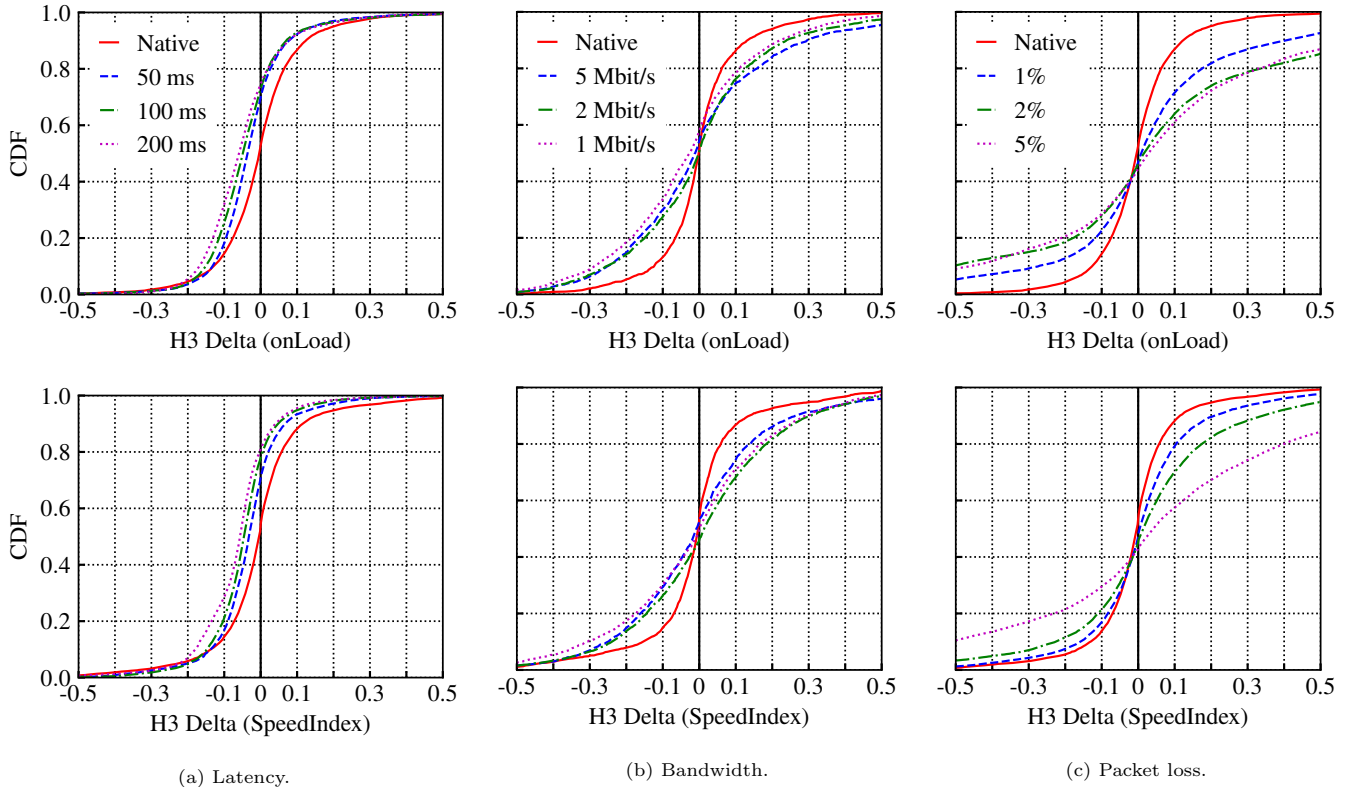 1.0
0.8
0.6
0.4
0.2
0.0
CDF
Native
50 ms
100 ms
200 ms
-0.5 -0.3 -0.1 0 0.1 0.3 0.5
H3 Delta (onLoad)
Native
5 Mbit/s
2 Mbit/s
1 Mbit/s
-0.5 -0.3 -0.1 0 0.1 0.3 0.5
H3 Delta (onLoad)
Native
1%
2%
5%
-0.5 -0.3 -0.1 0 0.1 0.3 0.5
H3 Delta (onLoad)
1.0
0.8
0.6
0.4
0.2
0.0
CDF
-0.5 -0.3 -0.1 0 0.1 0.3 0.5
H3 Delta (SpeedIndex)
-0.5 -0.3 -0.1 0 0.1 0.3 0.5
H3 Delta (SpeedIndex)
-0.5 -0.3 -0.1 0 0.1 0.3 0.5
H3 Delta (SpeedIndex)
(a) Latency.
(b) Bandwidth.
(c) Packet loss.